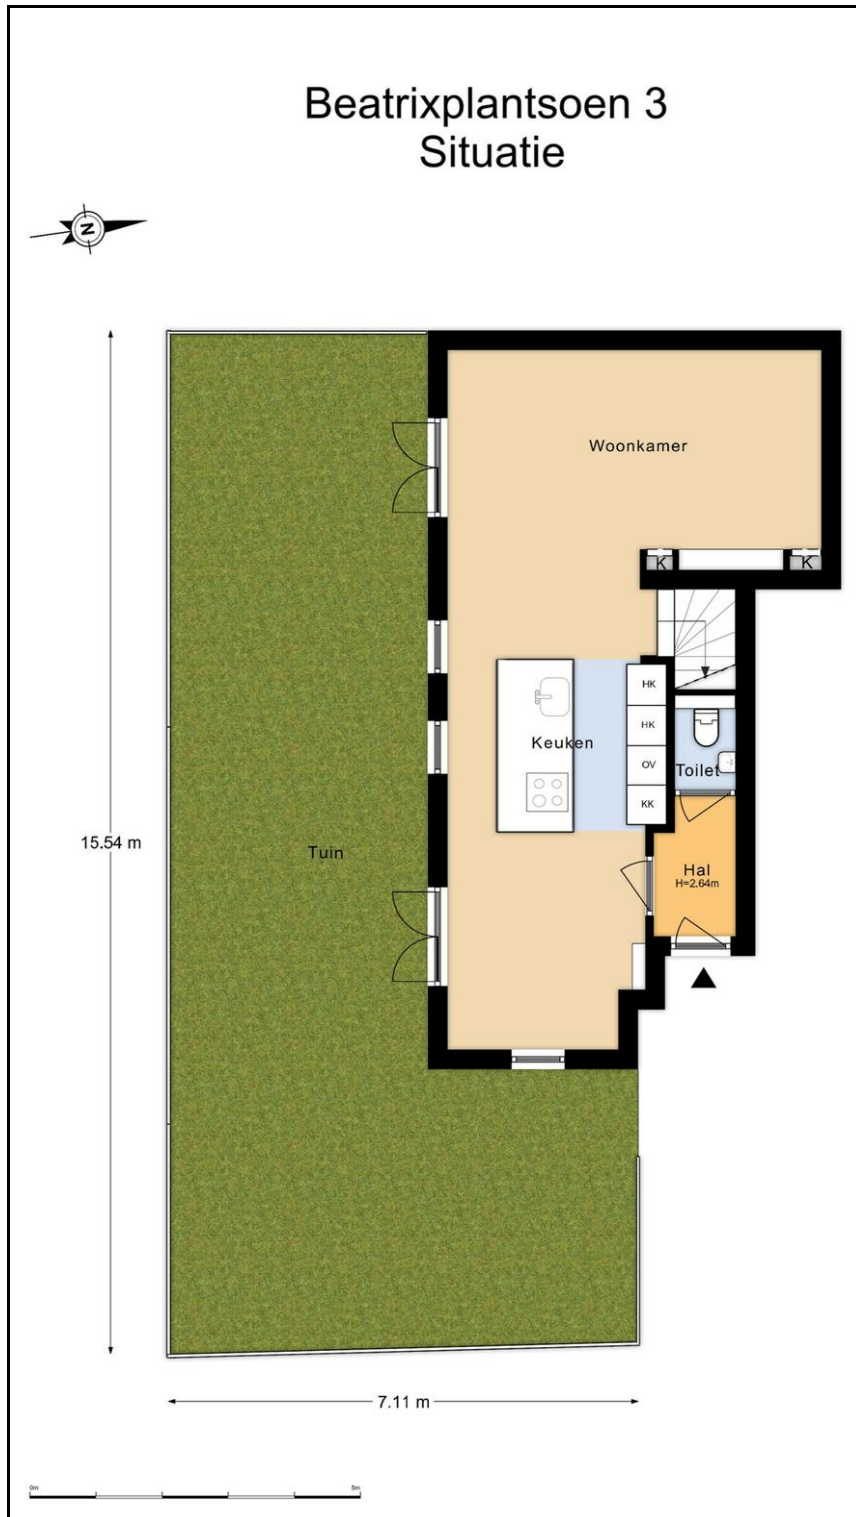 Beatrixplantsoen 3
Situatie
N
Woonkamer
K
K
HK
HK
Keuken
OV
Toilet
KK
15.54 m
Tuin
Hal
H=2.64m
7.11 m
0m
5m